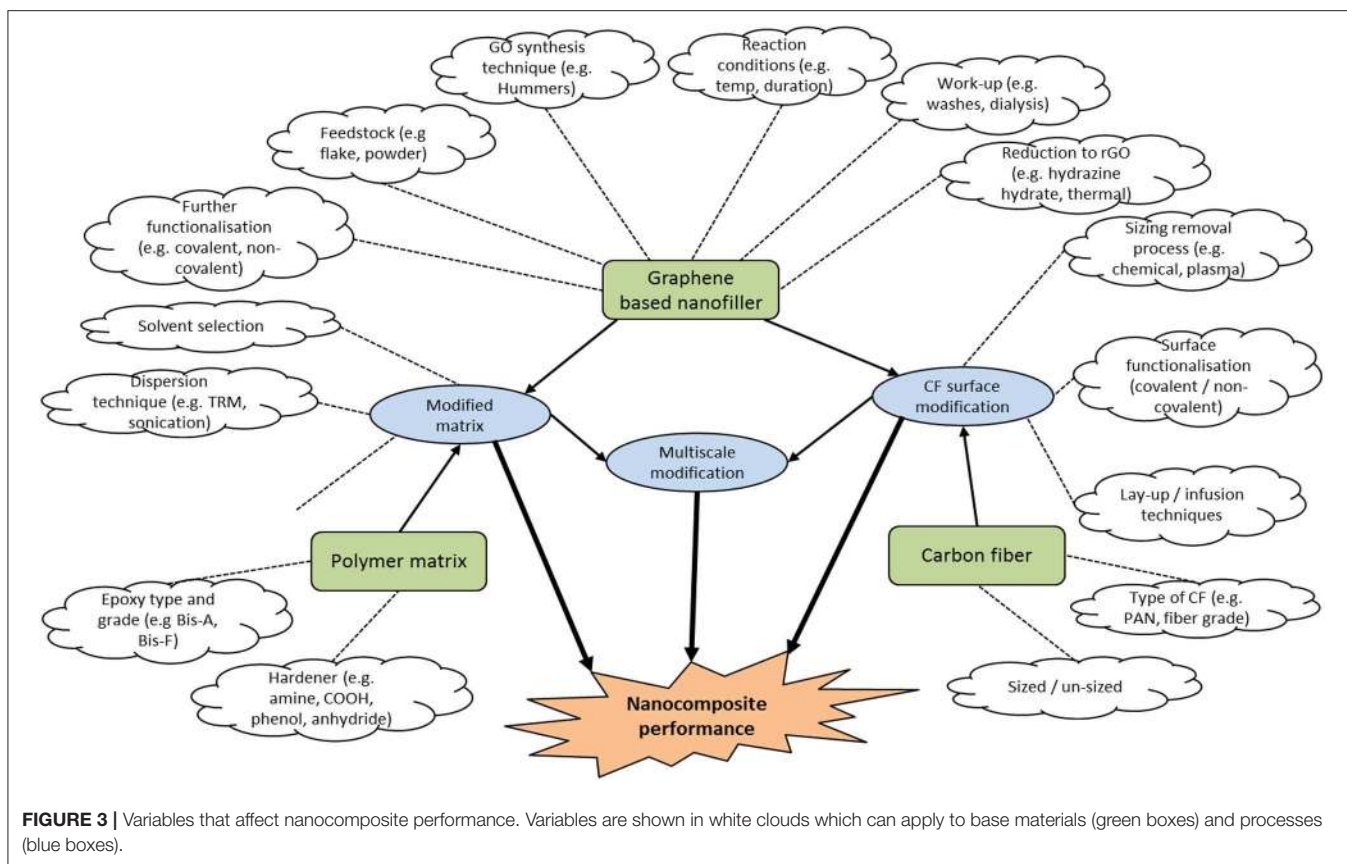 GO synthesis
technique (e.g.
Hummers)
Reaction
conditions (e.g.
temp, duration)
Work-up (e.g.
washes, dialysis)
Feedstock (e.g
flake, powder)
Reduction to rGO
(e.g. hydrazine
hydrate, thermal)
Further
functionalisation
(e.g. covalent, non-
covalent)
Sizing removal
process (e.g.
chemical, plasma)
Graphene
based nanofiller
Solvent selection
Surface
functionalisation
(covalent / non-
covalent)
Dispersion
technique (e.g. TRM,
sonication)
Modified
matrix
CF surface
modification
Multiscale
modification
Lay-up / infusion
techniques
Polymer matrix
Carbon fiber
Epoxy type and
grade (e.g Bis-A,
Bis-F)
Type of CF (e.g.
PAN, fiber grade)
Hardener (e.g.
amine, COOH,
phenol, anhydride)
Sized / un-sized
Nanocomposite
performance
FIGURE 3 | Variables that affect nanocomposite performance. Variables are shown in white clouds which can apply to base materials (green boxes) and processes
(blue boxes).